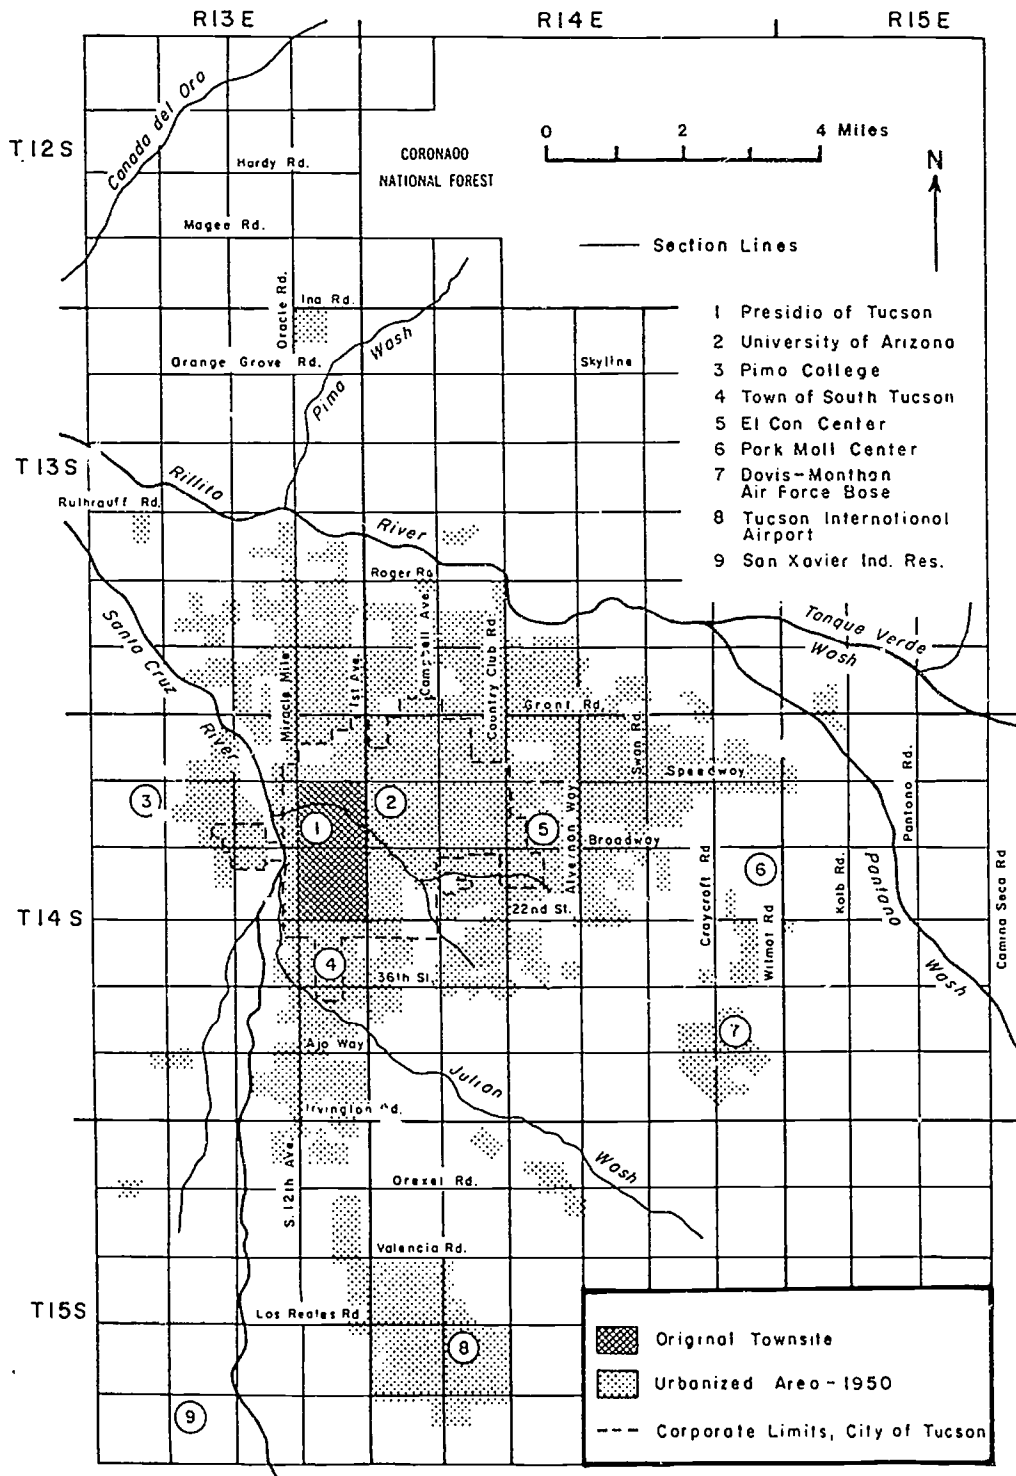 R13E R14E R15E
T12S
T13S
T14S
T15S
Canada del Oro
Hardy Rd.
CORONADO
NATIONAL FOREST
0 2 4 Miles
N
Magee Rd.
Section Lines
Oracle Rd.
Ina Rd.
Pima Wash
Orange Grove Rd.
Skyline
1 Presidio of Tucson
2 University of Arizona
3 Pima College
4 Town of South Tucson
5 El Con Center
6 Park Mall Center
7 Davis-Monthan
Air Force Base
8 Tucson International
Airport
9 San Xavier Ind. Res.
Rillito River
Rulhrauff Rd.
Roger Rd.
Santa Cruz River
Miracle Mile
1st Ave.
Campbell Ave.
Country Club Rd.
Tanque Verde Wash
Grant Rd.
Swan Rd.
Speedway
Alvernon Way
Broadway
Craycroft Rd
Wilmot Rd
Kolb Rd.
Pantano Rd.
Pantano Wash
Camino Seco Rd
22nd St.
36th St.
Ajo Way
Julian Wash
Irvington Rd.
S. 12th Ave.
Drexel Rd.
Valencia Rd.
Los Reales Rd
1
2
3
4
5
6
7
8
9
Original Townsite
Urbanized Area - 1950
Corporate Limits, City of Tucson